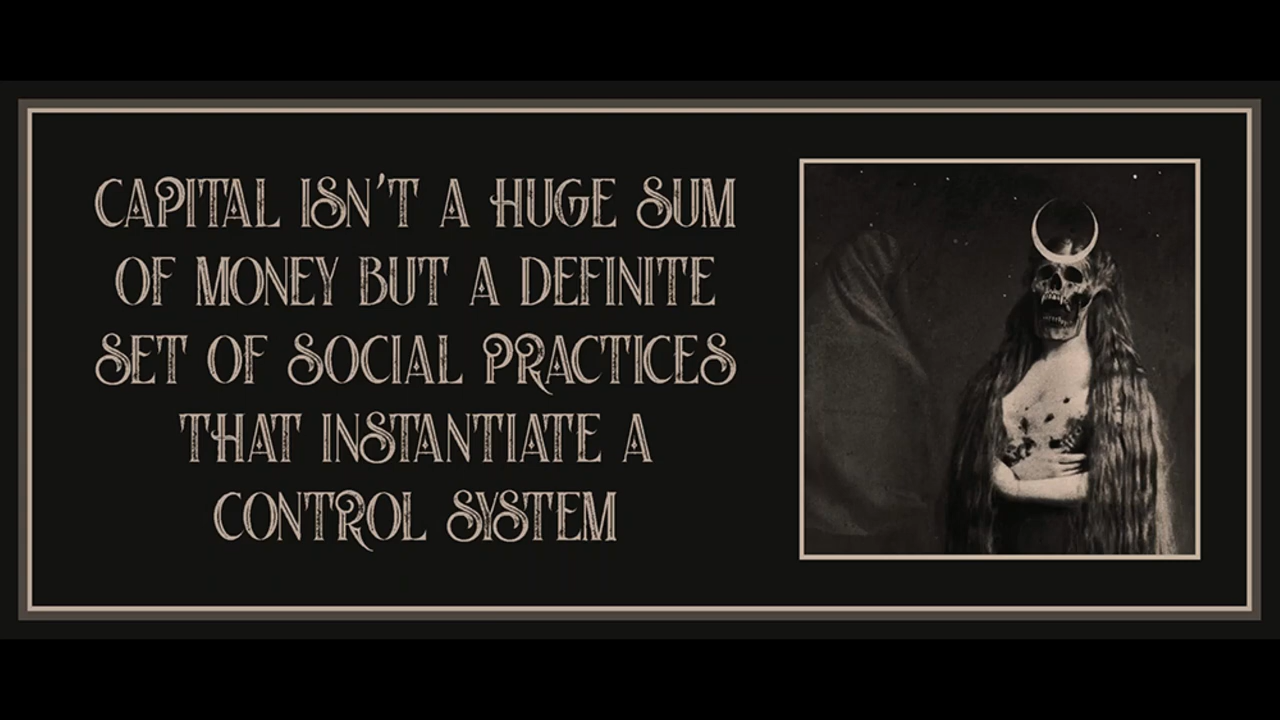 CAPITAL ISN'T A HUGE SUM
OF MONEY BUT A DEFINITE
SET OF SOCIAL PRACTICES
THAT INSTANTIATE A
CONTROL SYSTEM